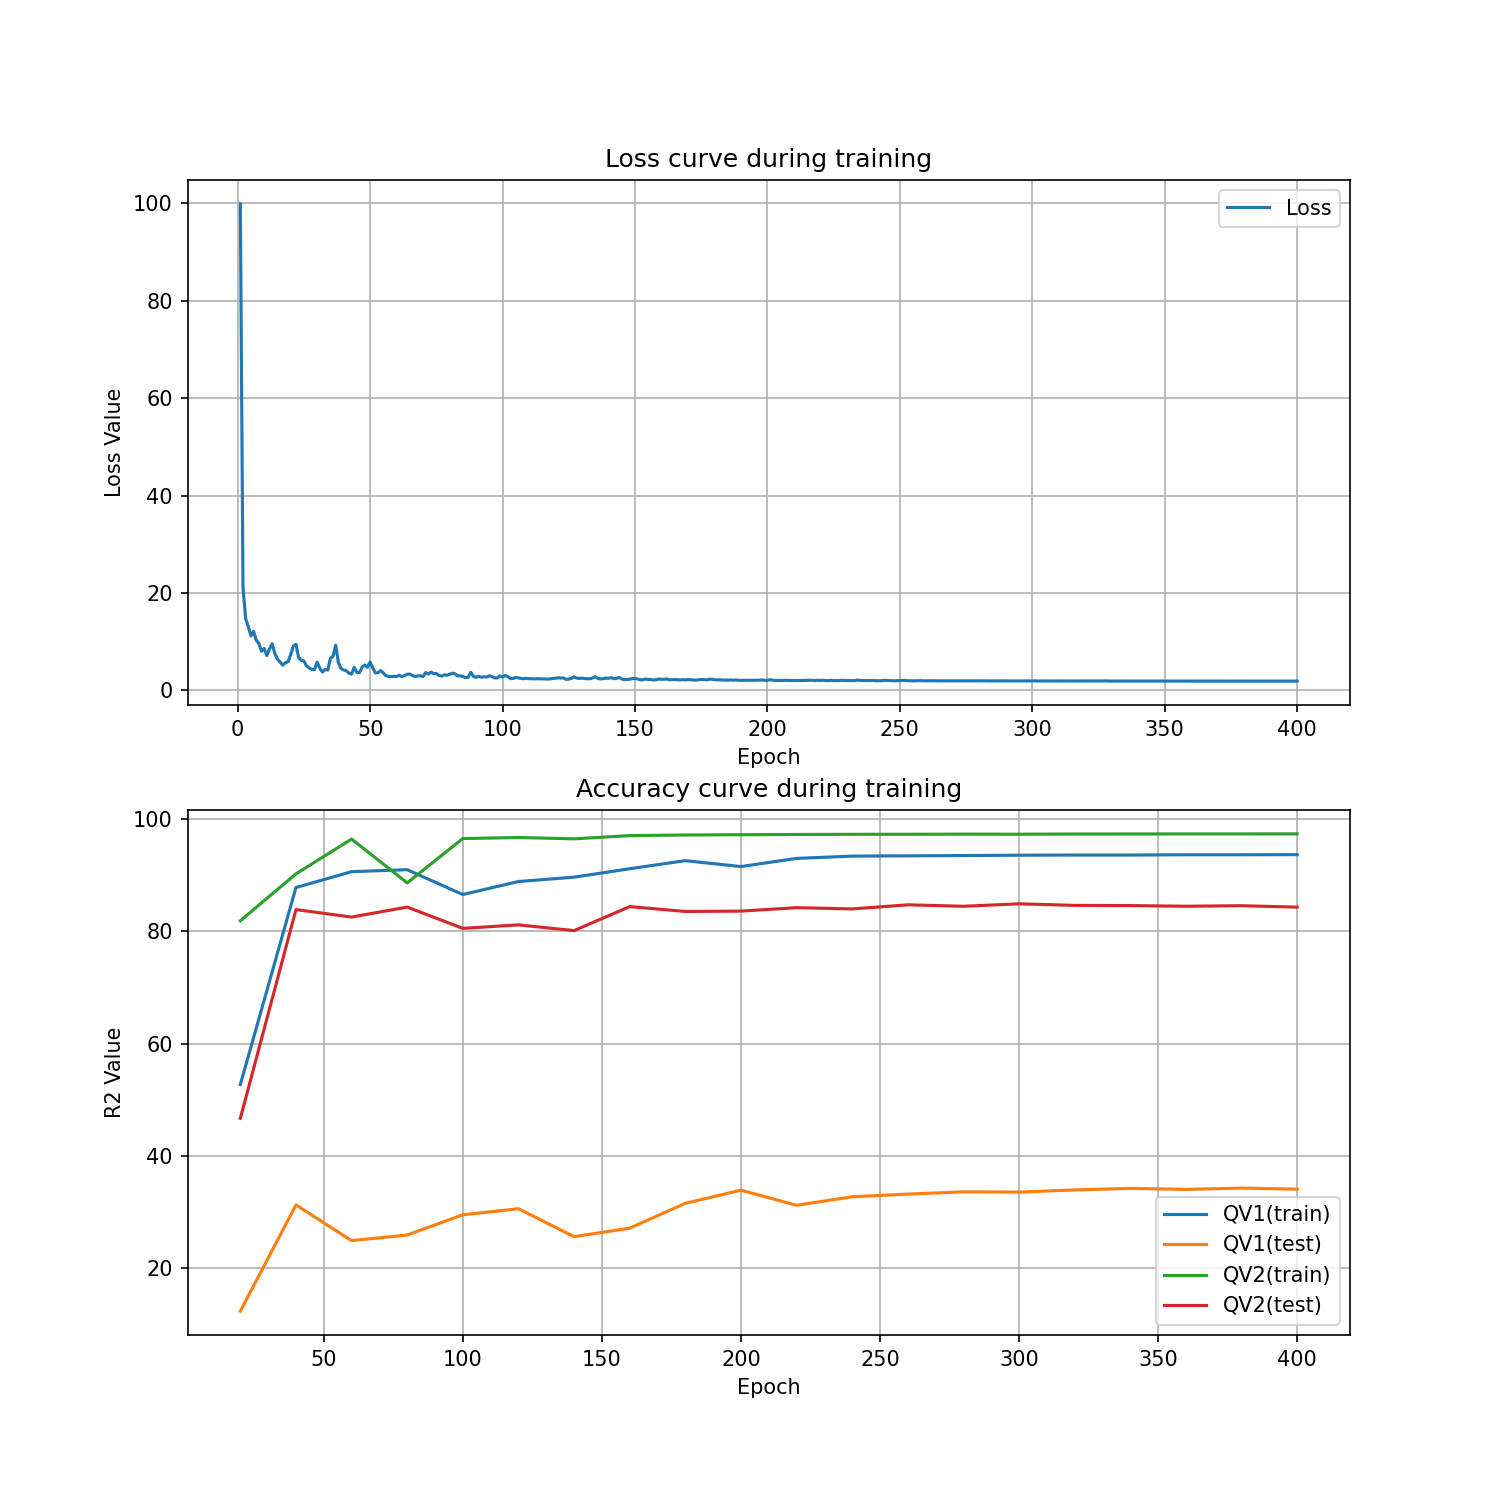 Loss curve during training
100
80
60
40
20
0
Loss Value
Loss
0 50 100 150 200 250 300 350 400
Epoch
Accuracy curve during training
100
80
60
40
20
R2 Value
QV1(train)
QV1(test)
QV2(train)
QV2(test)
50 100 150 200 250 300 350 400
Epoch